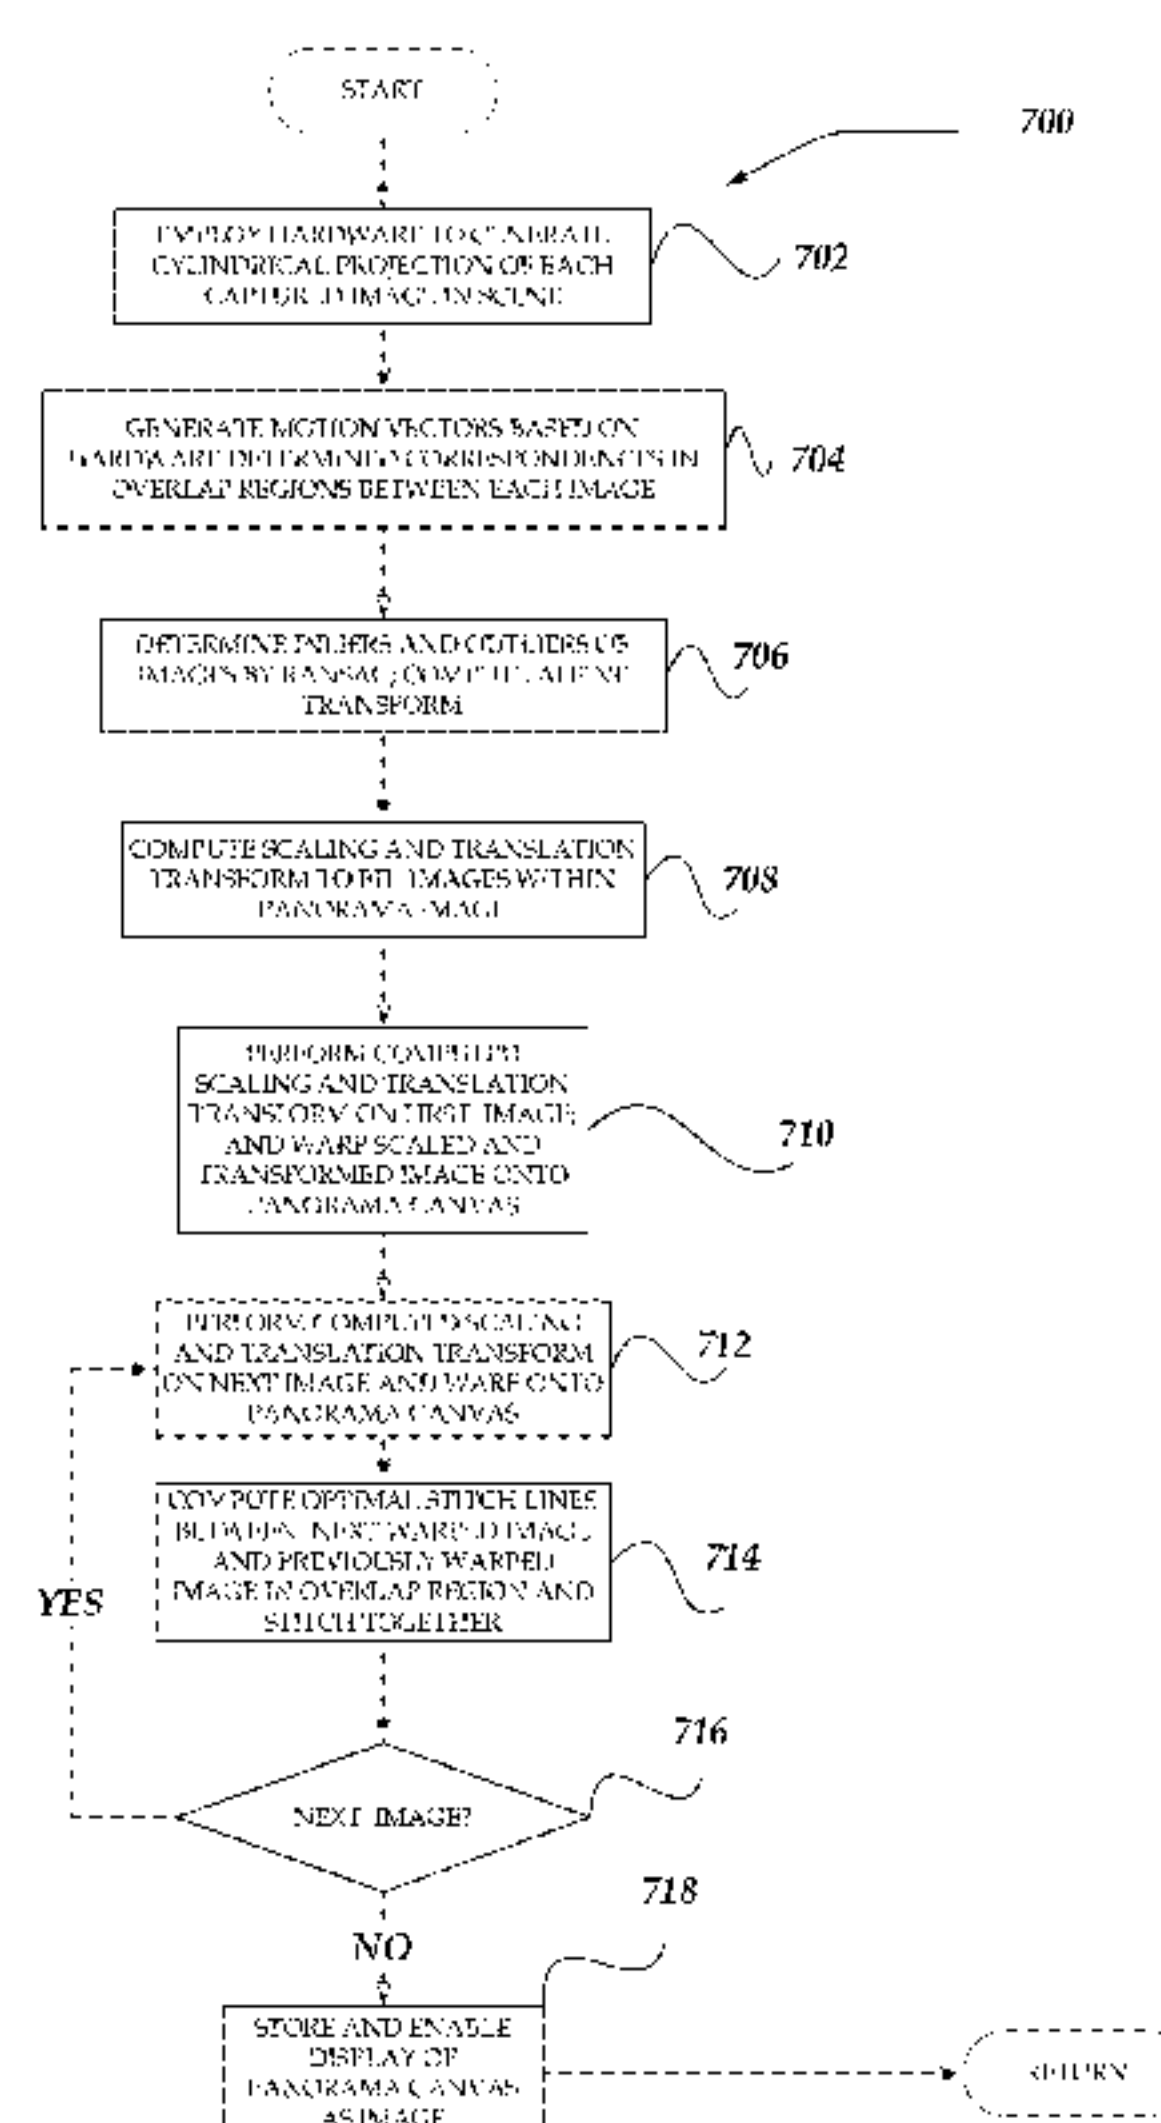 START
700
EMPLOY HARDWARE TO GENERATE
CYLINDRICAL PROJECTION OF EACH
CAPTURED IMAGE IN SCENE
702
GENERATE MOTION VECTORS BASED ON
HARDWARE DETERMINED CORRESPONDENCES IN
OVERLAP REGIONS BETWEEN EACH IMAGE
704
DETERMINE INLIERS AND OUTLIERS OF
IMAGES BY RANSAC; COMPUTE AFFINE
TRANSFORM
706
COMPUTE SCALING AND TRANSLATION
TRANSFORM TO FIT IMAGES WITHIN
PANORAMA IMAGE
708
PERFORM COMPUTED
SCALING AND TRANSLATION
TRANSFORM ON FIRST IMAGE;
AND WARP SCALED AND
TRANSFORMED IMAGE ONTO
PANORAMA CANVAS
710
PERFORM COMPUTED SCALING
AND TRANSLATION TRANSFORM
ON NEXT IMAGE AND WARP ONTO
PANORAMA CANVAS
712
COMPUTE OPTIMAL STITCH LINES
BETWEEN NEXT WARPED IMAGE
AND PREVIOUSLY WARPED
IMAGE IN OVERLAP REGION AND
STITCH TOGETHER
714
YES
716
NEXT IMAGE?
718
NO
STORE AND ENABLE
DISPLAY OF
PANORAMA CANVAS
AS IMAGE
RETURN